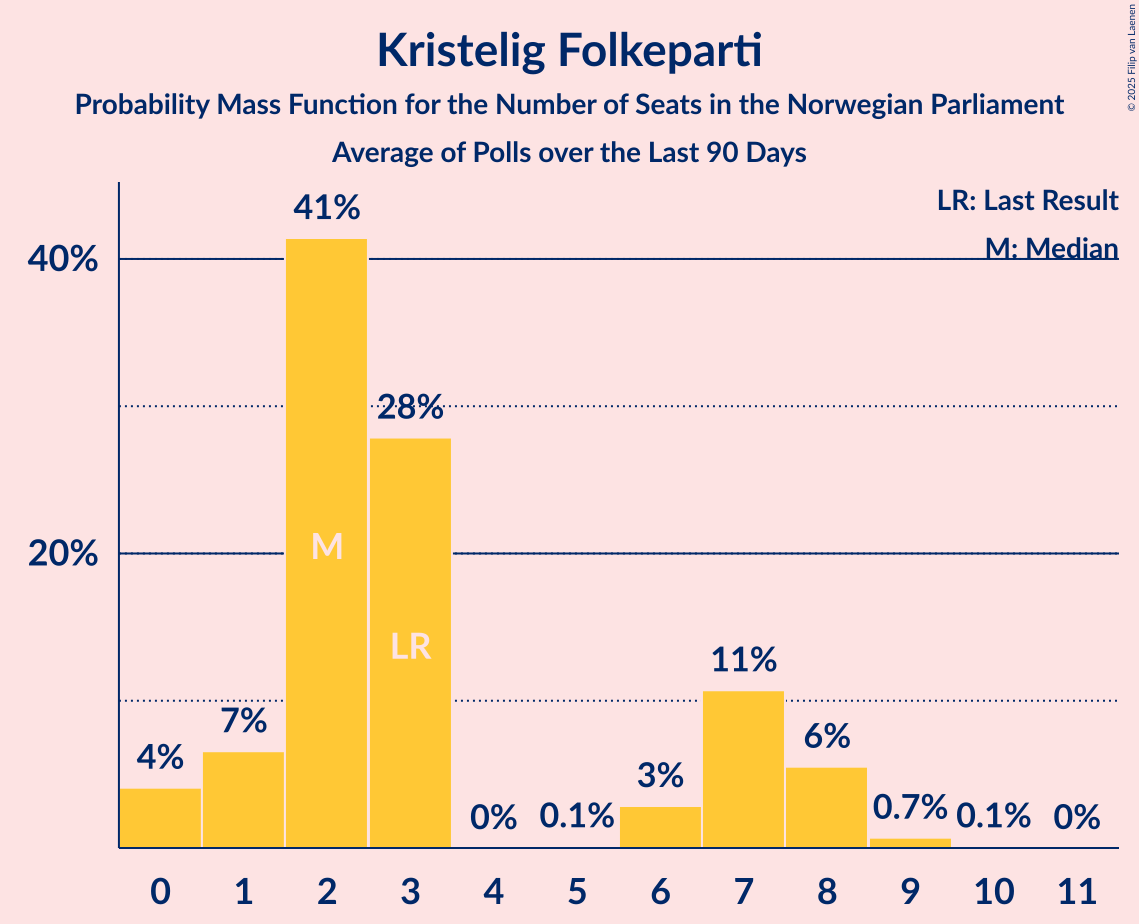 Kristelig Folkeparti
Probability Mass Function for the Number of Seats in the Norwegian Parliament
Average of Polls over the Last 90 Days
© 2025 Filip van Laenen
LR: Last Result
M: Median
41%
40%
28%
20%
M
LR
11%
7%
6%
4%
3%
0%
0.1%
0.7%
0.1%
0%
0 1 2 3 4 5 6 7 8 9 10 11